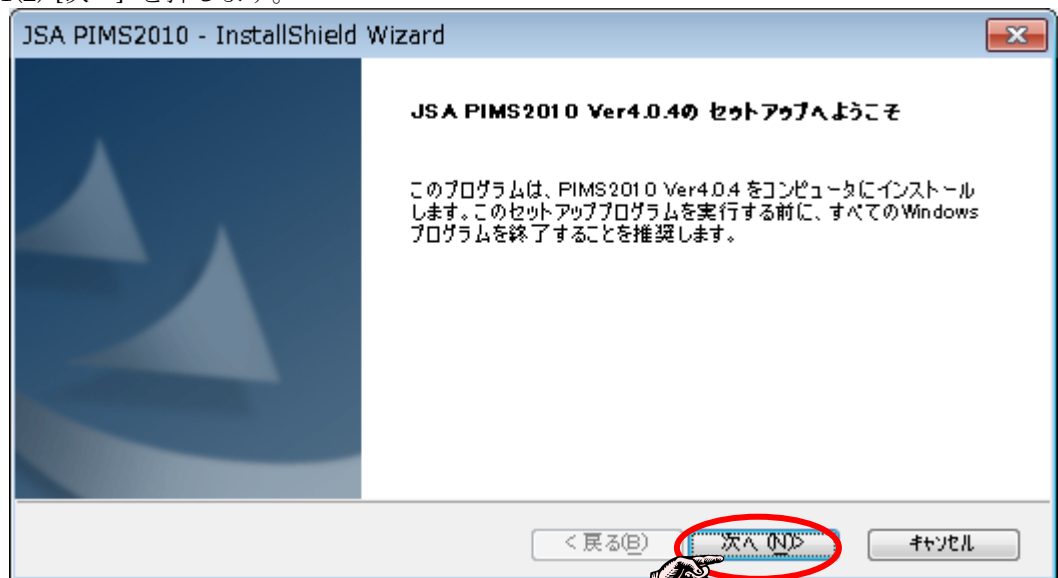 JSA PIMS2010 - InstallShield Wizard
JSA PIMS2010 Ver4.0.4の セットアップへようこそ
このプログラムは、PIMS2010 Ver4.0.4 をコンピュータにインストール
します。このセットアッププログラムを実行する前に、すべてのWindows
プログラムを終了することを推奨します。
< 戻る(B) 次へ (N)> キャンセル